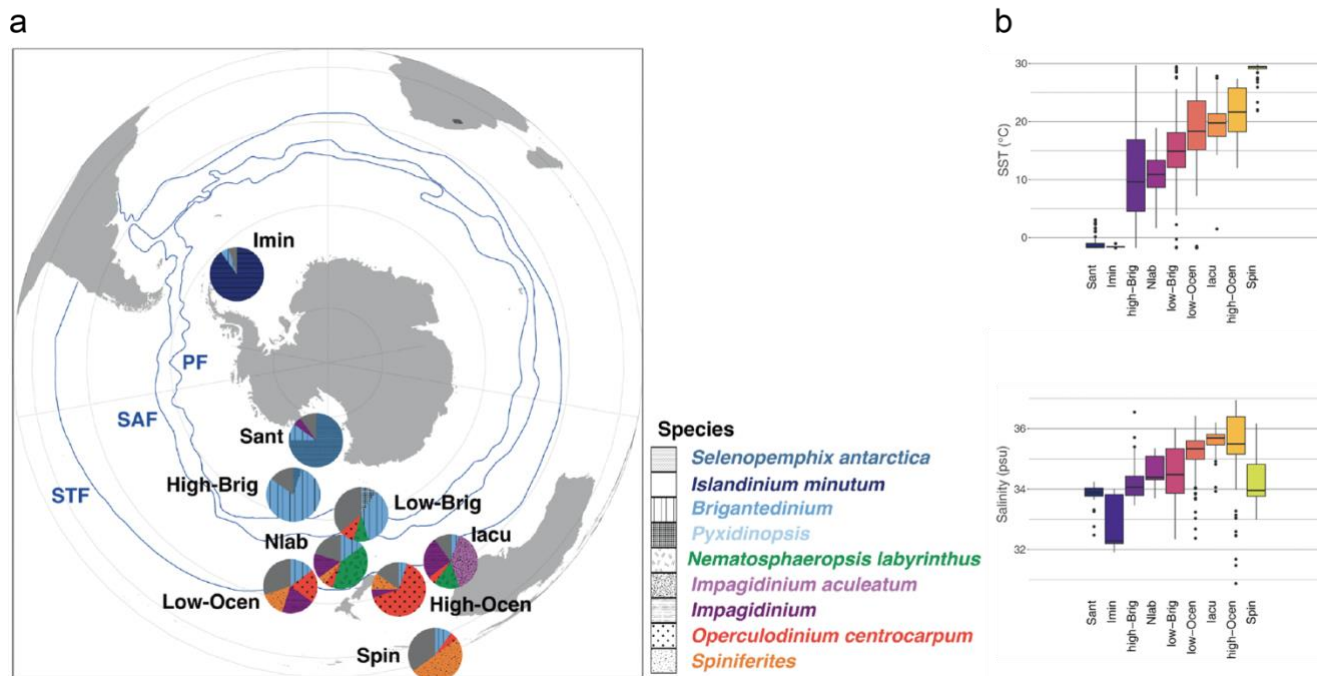 a
Imin
PF
SAF
STF
Sant
High-Brig
Low-Brig
Nlab
Iacu
Low-Ocen
High-Ocen
Spin
Species
Selenopemphix antarctica
Islandinium minutum
Brigantedinium
Pyxidinopsis
Nematosphaeropsis labyrinthus
Impagidinium aculeatum
Impagidinium
Operculodinium centrocarpum
Spiniferites
b
30
20
10
0
SST (°C)
Sant
Imin
high-Brig
Nlab
low-Brig
low-Ocen
Iacu
high-Ocen
Spin
36
34
32
Salinity (psu)
Sant
Imin
high-Brig
Nlab
low-Brig
low-Ocen
Iacu
high-Ocen
Spin